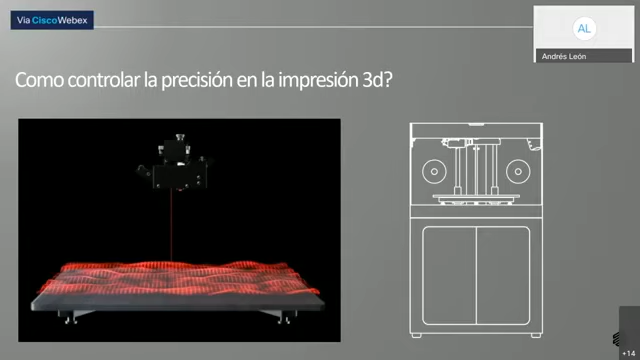 Via CiscoWebex
AL
Andrés León
Como controlar la precisión en la impresión 3d?
+14